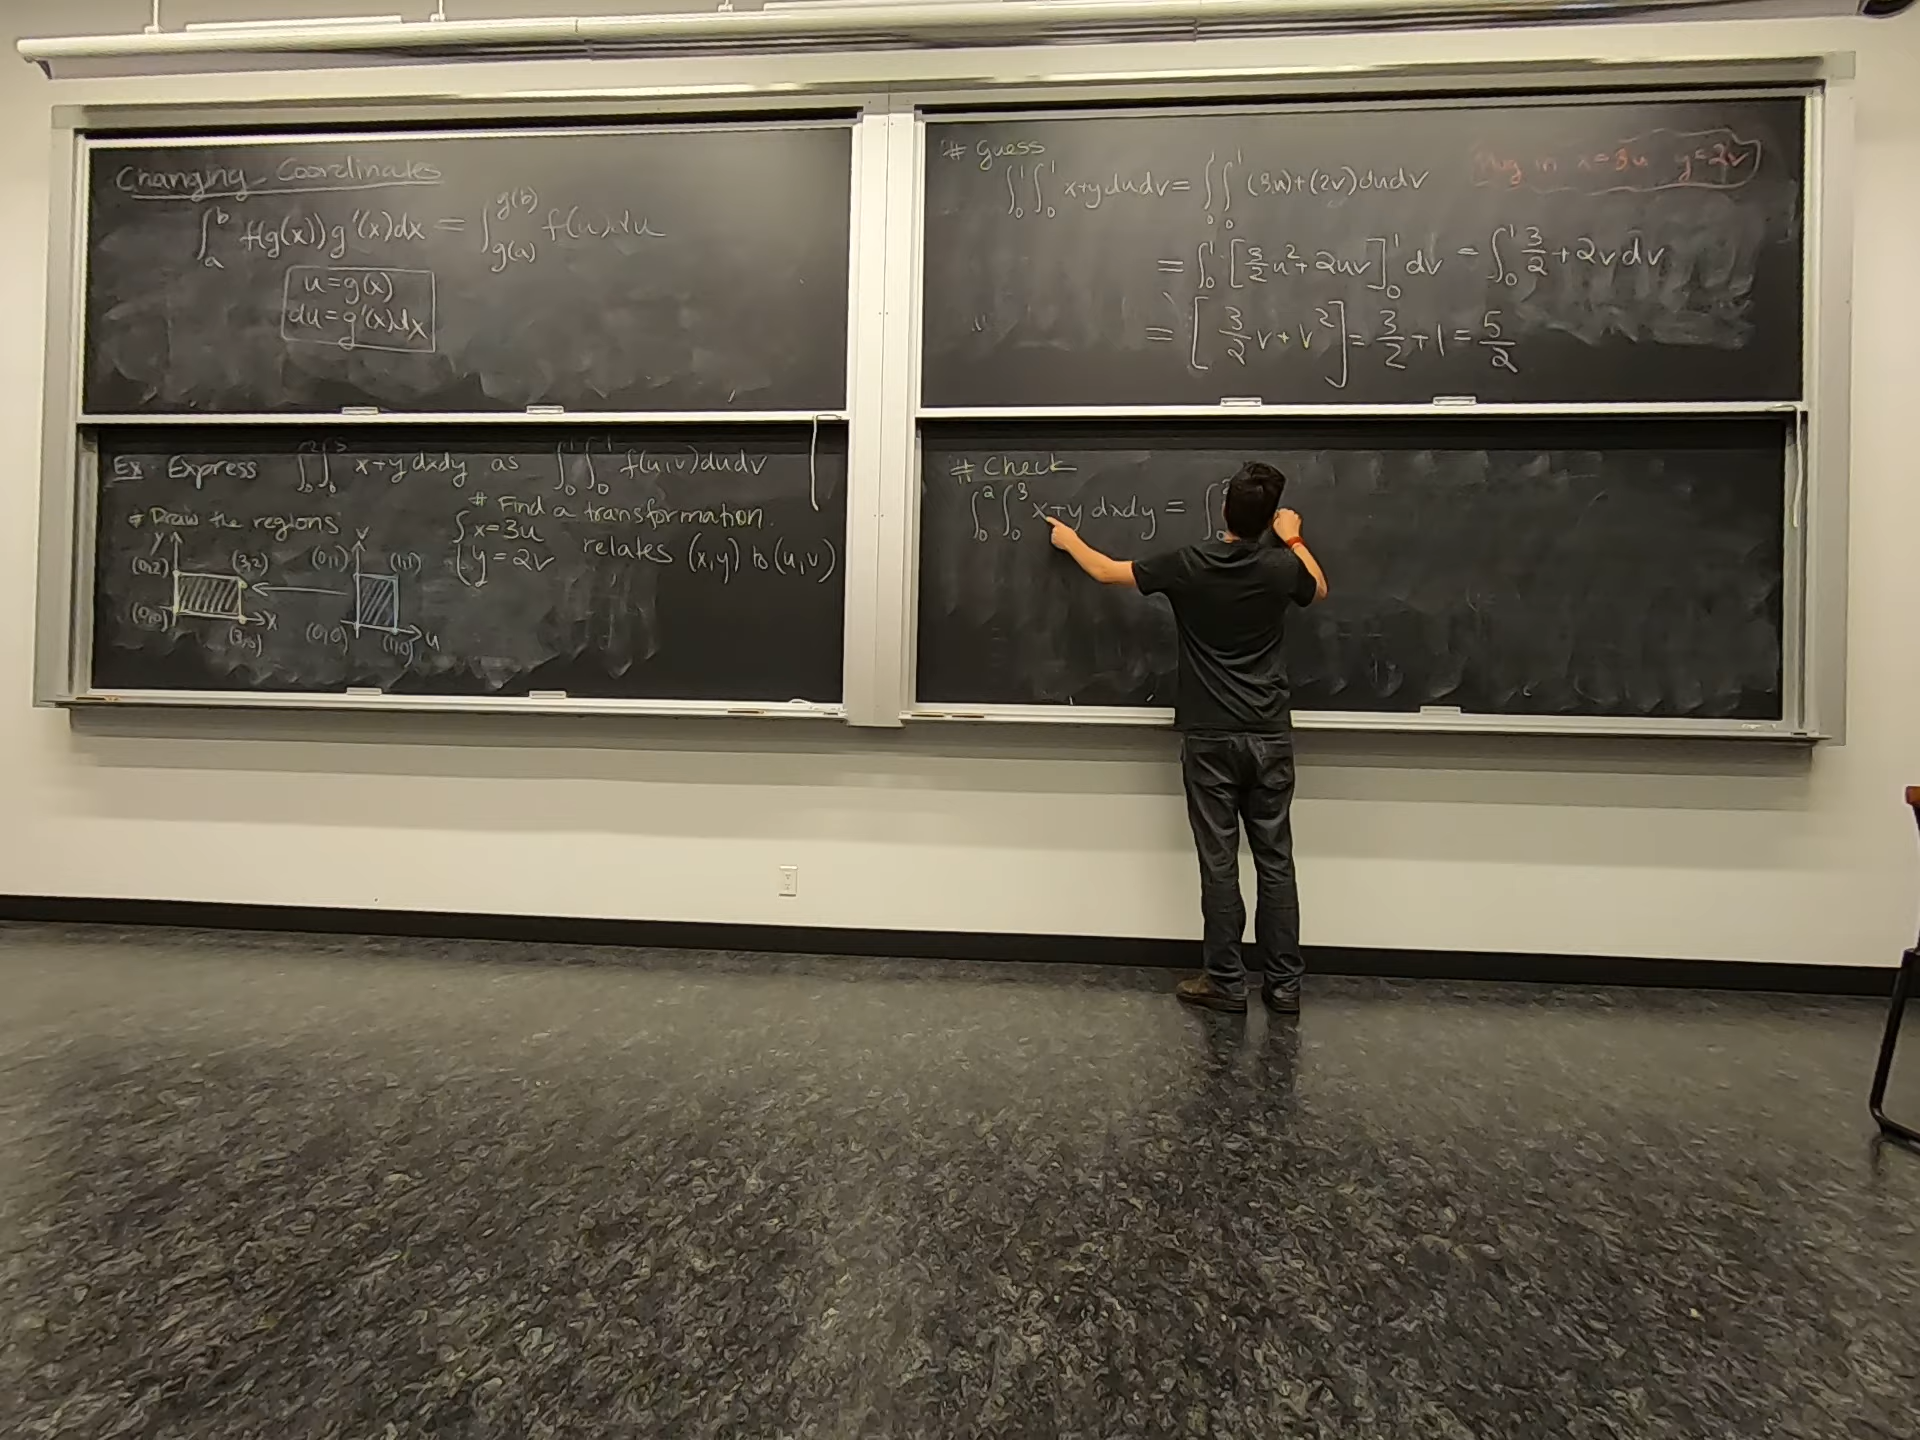 Changing Coordinates
∫_a^b f(g(x)) g'(x) dx = ∫_{g(a)}^{g(b)} f(u) du
u = g(x)
du = g'(x) dx
Ex. Express ∫_0^2 ∫_0^3 x+y dxdy as ∫_0^1 ∫_0^1 f(u,v) dudv
# Draw the regions
y
(0,2) (3,2)
(0,0) (3,0) x
v
(0,1) (1,1)
(0,0) (1,0) u
# Find a transformation.
{ x = 3u
{ y = 2v
relates (x,y) to (u,v)
# Guess
∫_0^1 ∫_0^1 x+y dudv = ∫_0^1 ∫_0^1 (3u)+(2v) dudv
Plug in x=3u y=2v
= ∫_0^1 [3/2 u² + 2uv]_0^1 dv = ∫_0^1 3/2 + 2v dv
= [3/2 v + v²] = 3/2 + 1 = 5/2
# Check
∫_0^2 ∫_0^3 x+y dxdy = ∫_0^2